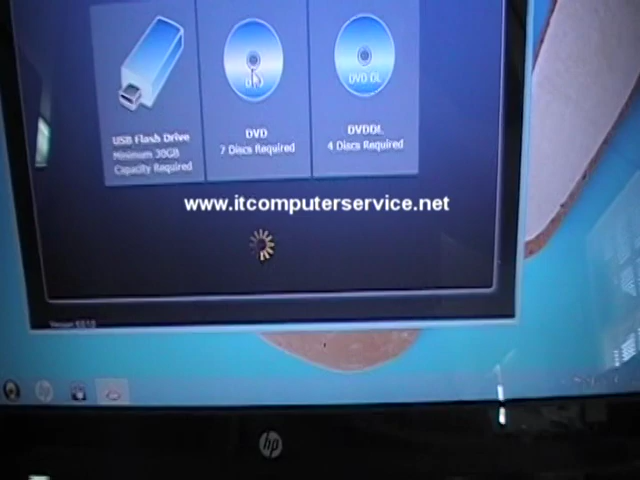 DVD
DVD DL
USB Flash Drive
Minimum 30GB
Capacity Required
DVD
7 Discs Required
DVDDL
4 Discs Required
www.itcomputerservice.net
hp